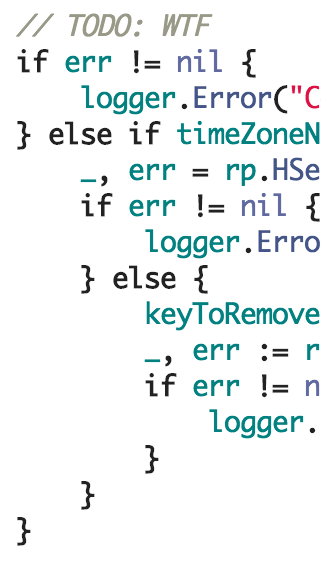 // TODO: WTF
if err != nil {
    logger.Error("C
} else if timeZoneN
    _, err = rp.HSe
    if err != nil {
        logger.Erro
    } else {
        keyToRemove
        _, err := r
        if err != n
            logger.
        }
    }
}